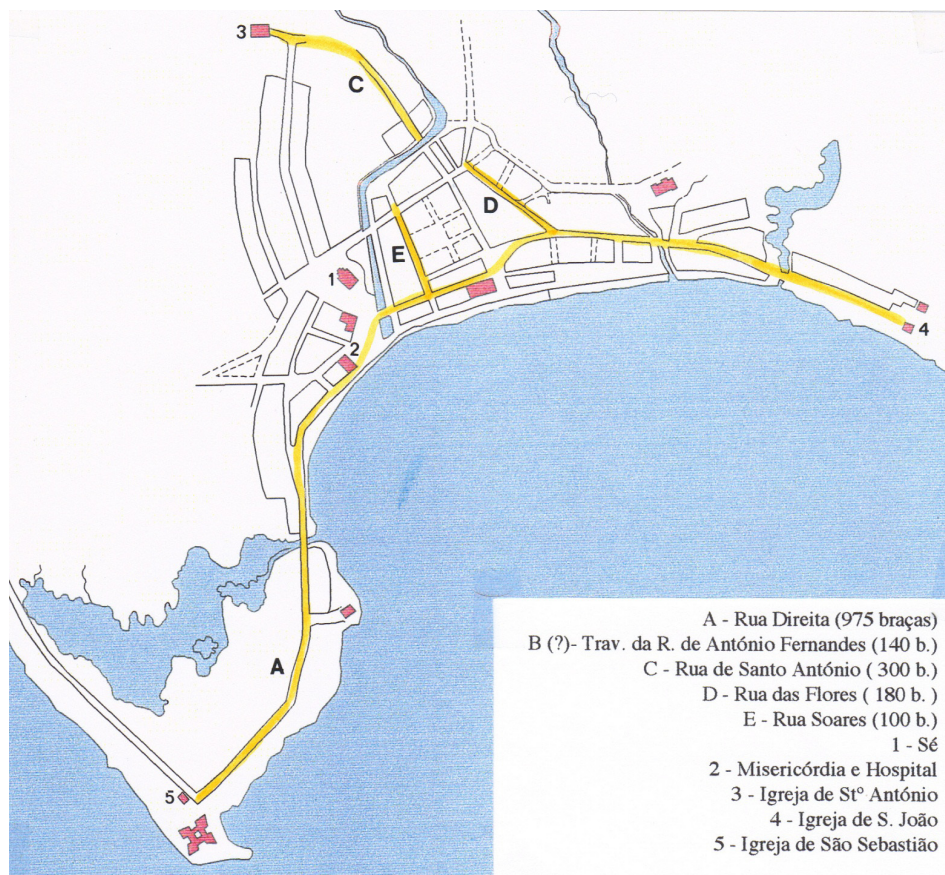 3
C
D
E
1
2
4
A
5
A - Rua Direita (975 braças)
B (?)- Trav. da R. de António Fernandes (140 b.)
C - Rua de Santo António ( 300 b.)
D - Rua das Flores ( 180 b. )
E - Rua Soares (100 b.)
1 - Sé
2 - Misericórdia e Hospital
3 - Igreja de Stº António
4 - Igreja de S. João
5 - Igreja de São Sebastião